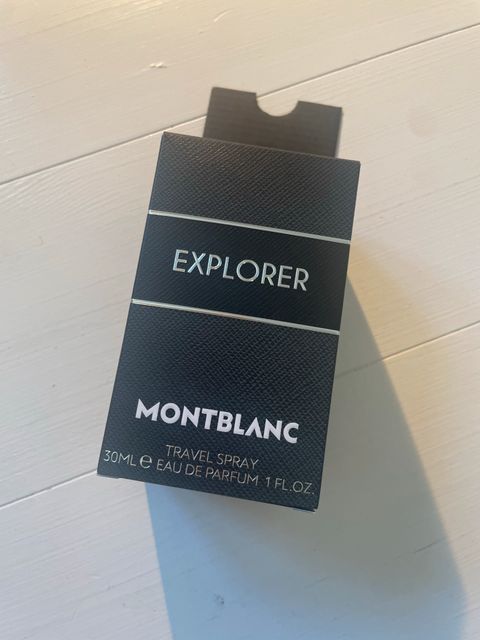 EXPLORER
MONTBLANC
TRAVEL SPRAY
30ML ℮ EAU DE PARFUM 1 FL.OZ.